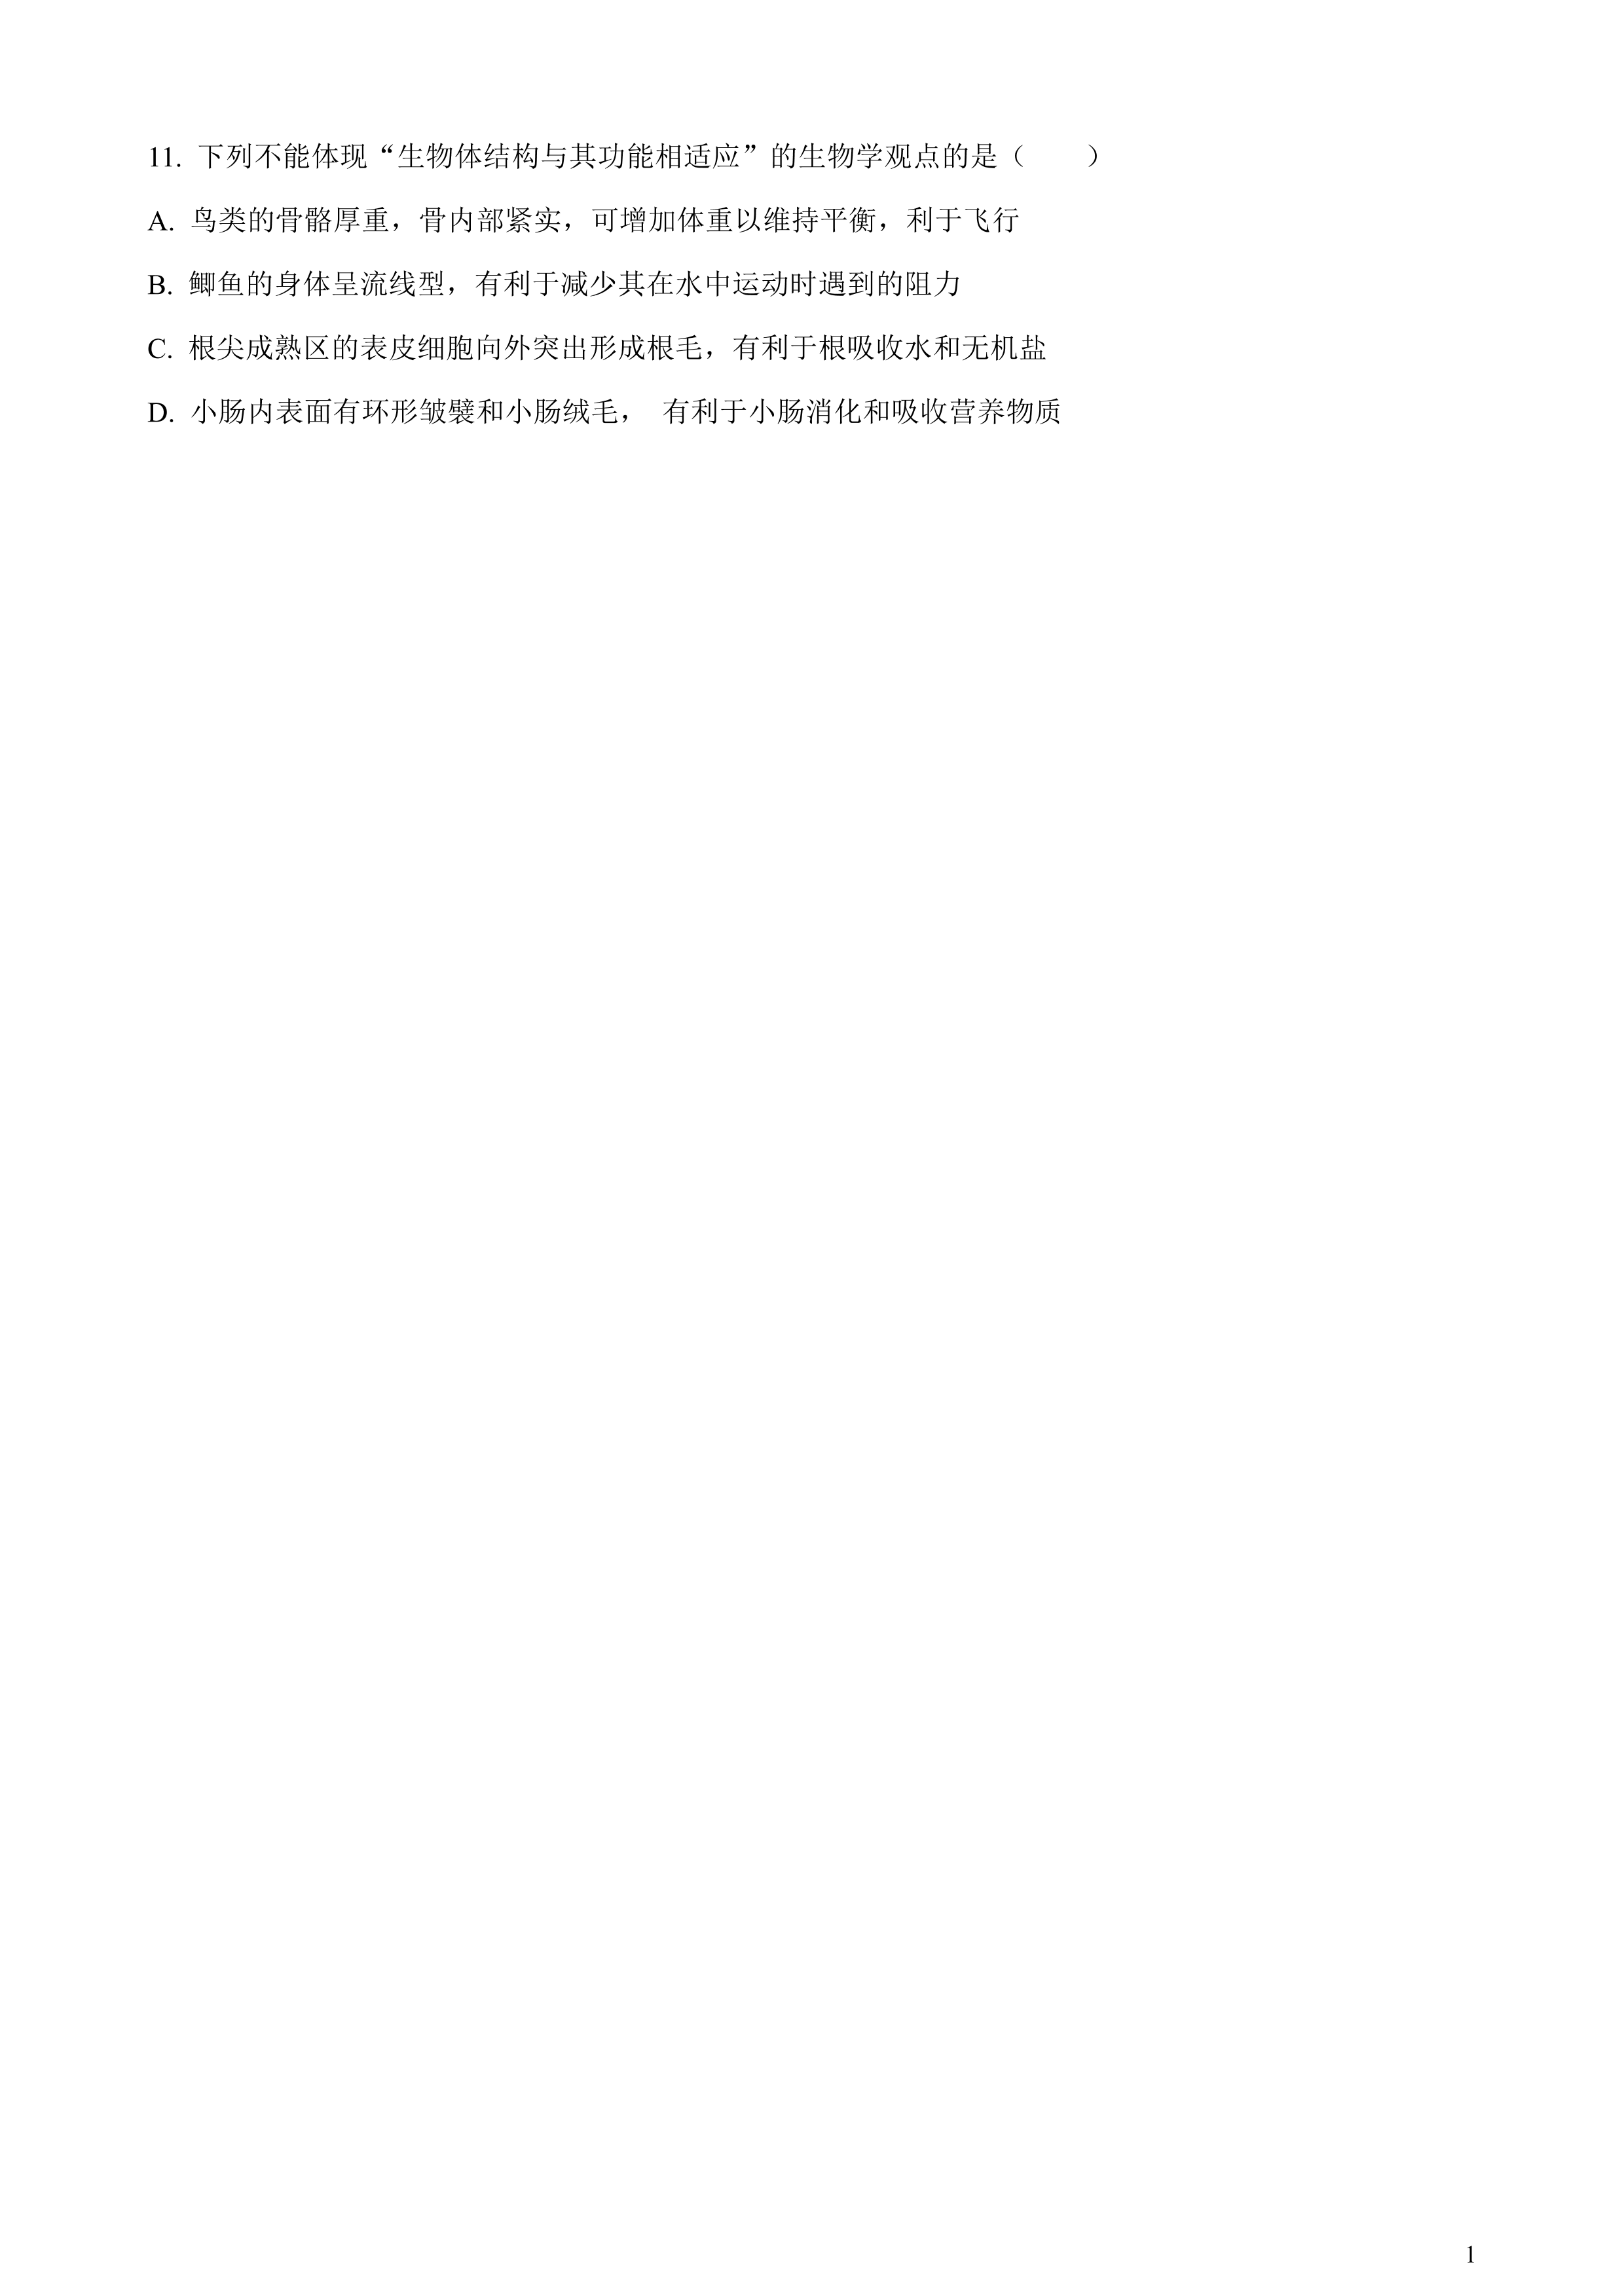 11. 下列不能体现“生物体结构与其功能相适应”的生物学观点的是（　　）
A. 鸟类的骨骼厚重，骨内部紧实，可增加体重以维持平衡，利于飞行
B. 鲫鱼的身体呈流线型，有利于减少其在水中运动时遇到的阻力
C. 根尖成熟区的表皮细胞向外突出形成根毛，有利于根吸收水和无机盐
D. 小肠内表面有环形皱襞和小肠绒毛， 有利于小肠消化和吸收营养物质
1